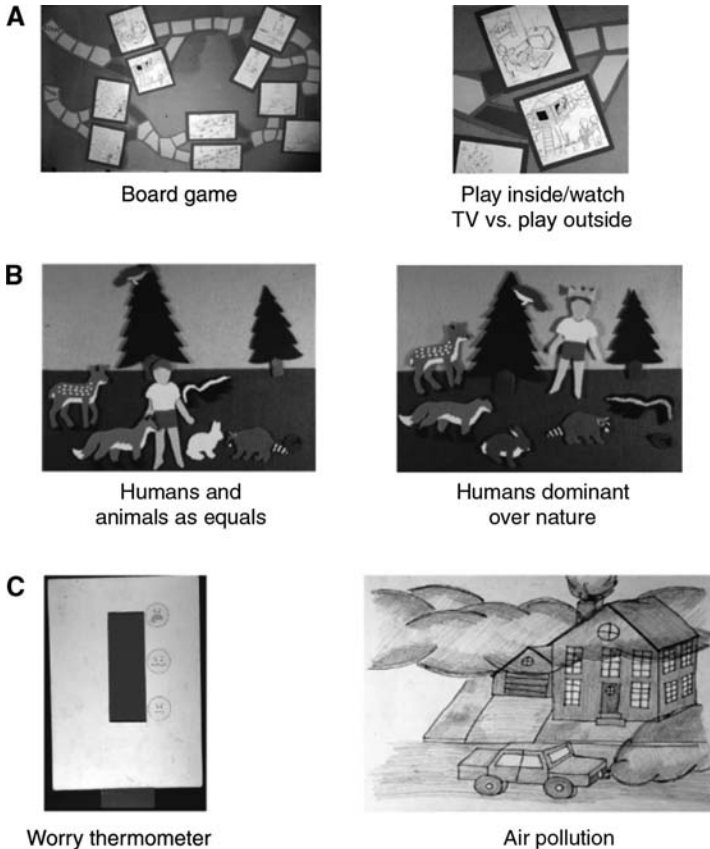 A
Board game
Play inside/watch
TV vs. play outside
B
Humans and
animals as equals
Humans dominant
over nature
C
Worry thermometer
Air pollution